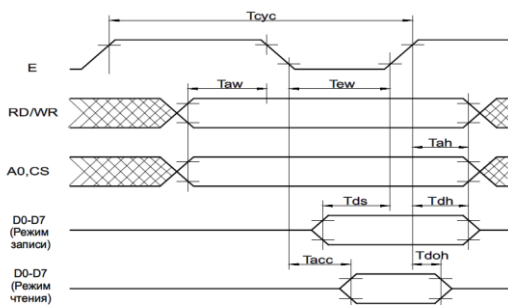 Tcyc
E
Taw
Tew
RD/WR
Tah
A0,CS
Tds
Tdh
D0-D7
(Режим
записи)
Tacc
Tdoh
D0-D7
(Режим
чтения)